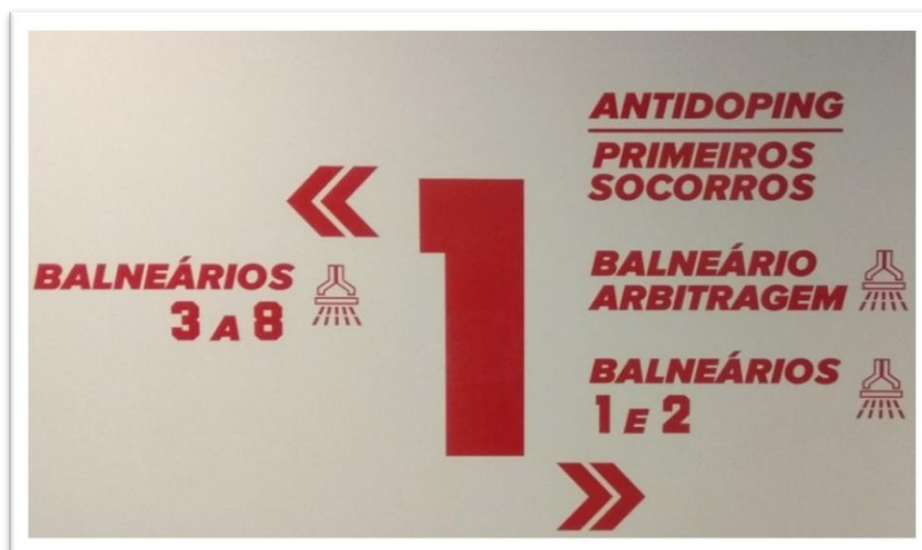 BALNEÁRIOS
3 A 8
1
ANTIDOPING
PRIMEIROS
SOCORROS
BALNEÁRIO
ARBITRAGEM
BALNEÁRIOS
1 E 2